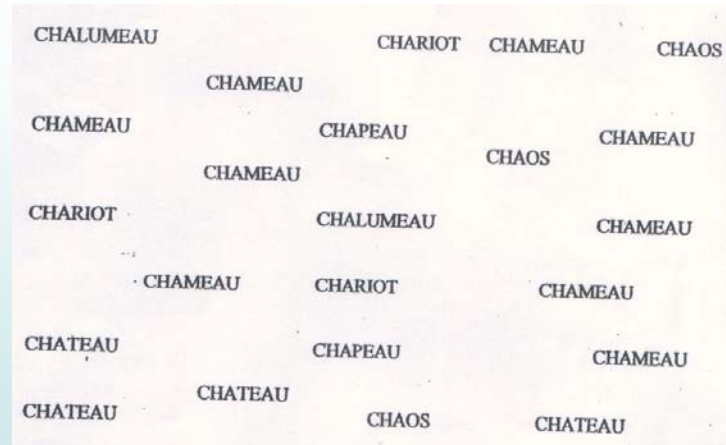 CHALUMEAU CHARIOT CHAMEAU CHAOS
CHAMEAU
CHAMEAU CHAPEAU CHAMEAU
CHAOS
CHAMEAU
CHARIOT CHALUMEAU CHAMEAU
CHAMEAU CHARIOT CHAMEAU
CHATEAU CHAPEAU CHAMEAU
CHATEAU
CHATEAU CHAOS CHATEAU